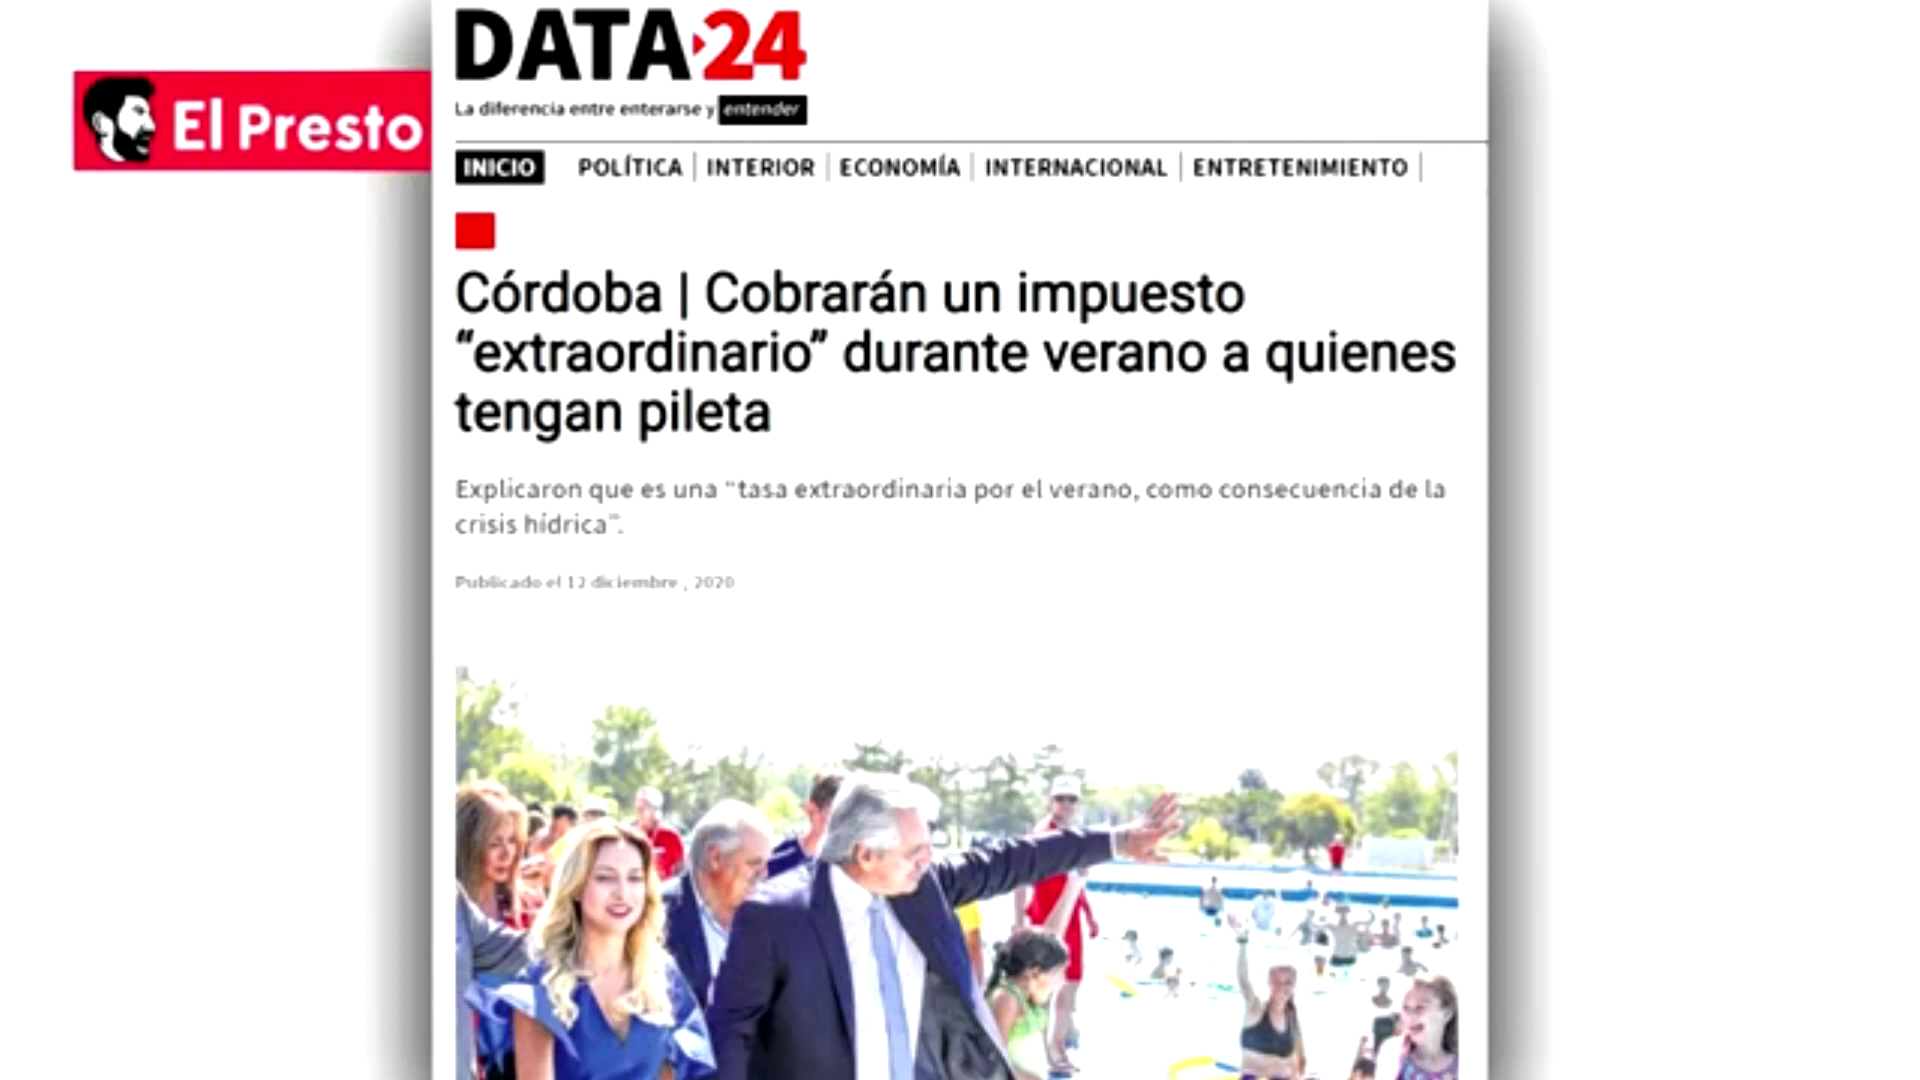 DATA24
La diferencia entre enterarse y entender
El Presto
INICIO POLÍTICA INTERIOR ECONOMÍA INTERNACIONAL ENTRETENIMIENTO
Córdoba | Cobrarán un impuesto
“extraordinario” durante verano a quienes
tengan pileta
Explicaron que es una “tasa extraordinaria por el verano, como consecuencia de la
crisis hídrica”.
Publicado el 12 diciembre , 2020